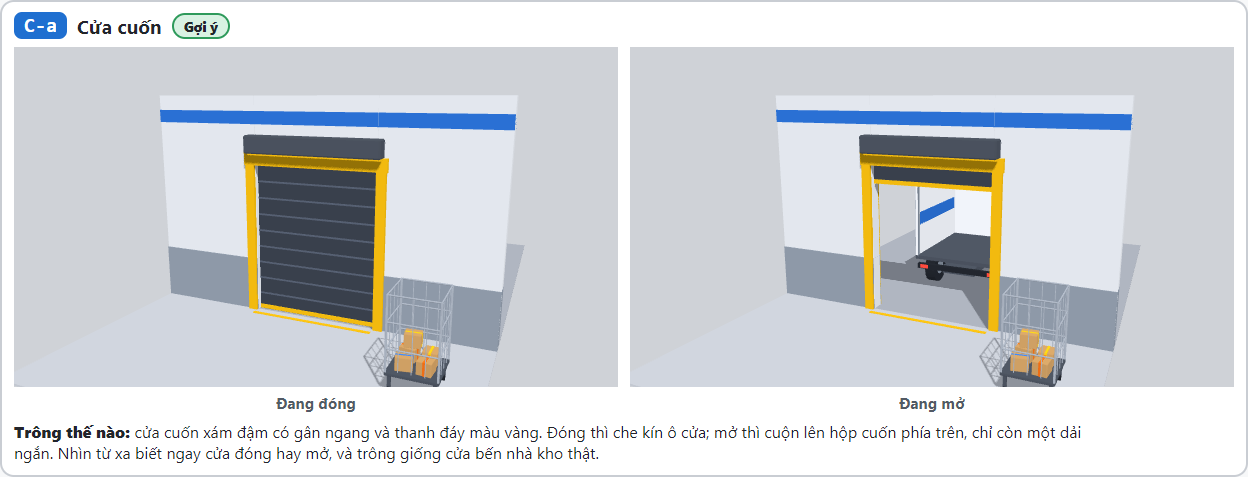 C-a Cửa cuốn Gợi ý
Đang đóng
Đang mở
Trông thế nào: cửa cuốn xám đậm có gân ngang và thanh đáy màu vàng. Đóng thì che kín ô cửa; mở thì cuộn lên hộp cuốn phía trên, chỉ còn một dải
ngắn. Nhìn từ xa biết ngay cửa đóng hay mở, và trông giống cửa bến nhà kho thật.